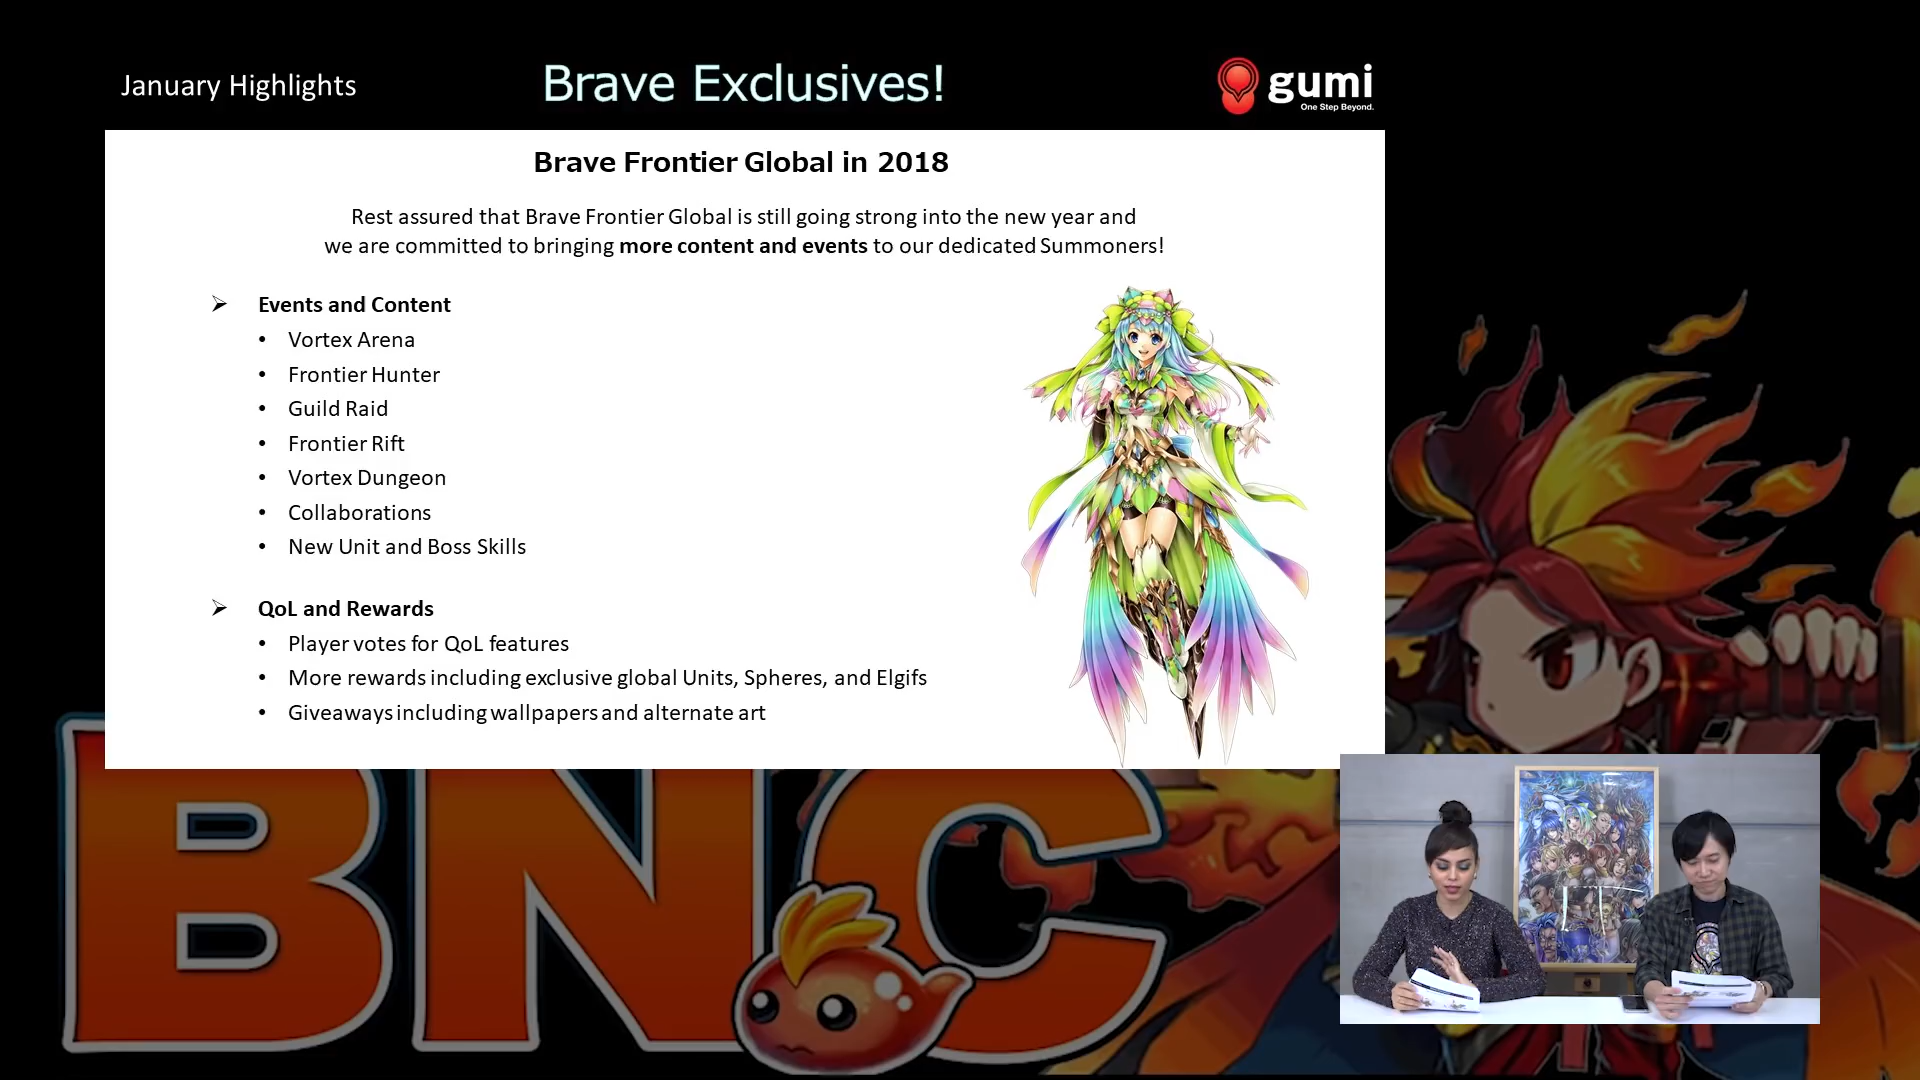 January Highlights
Brave Exclusives!
gumi
One Step Beyond.
Brave Frontier Global in 2018
Rest assured that Brave Frontier Global is still going strong into the new year and
we are committed to bringing more content and events to our dedicated Summoners!
Events and Content
Vortex Arena
Frontier Hunter
Guild Raid
Frontier Rift
Vortex Dungeon
Collaborations
New Unit and Boss Skills
QoL and Rewards
Player votes for QoL features
More rewards including exclusive global Units, Spheres, and Elgifs
Giveaways including wallpapers and alternate art
BNC